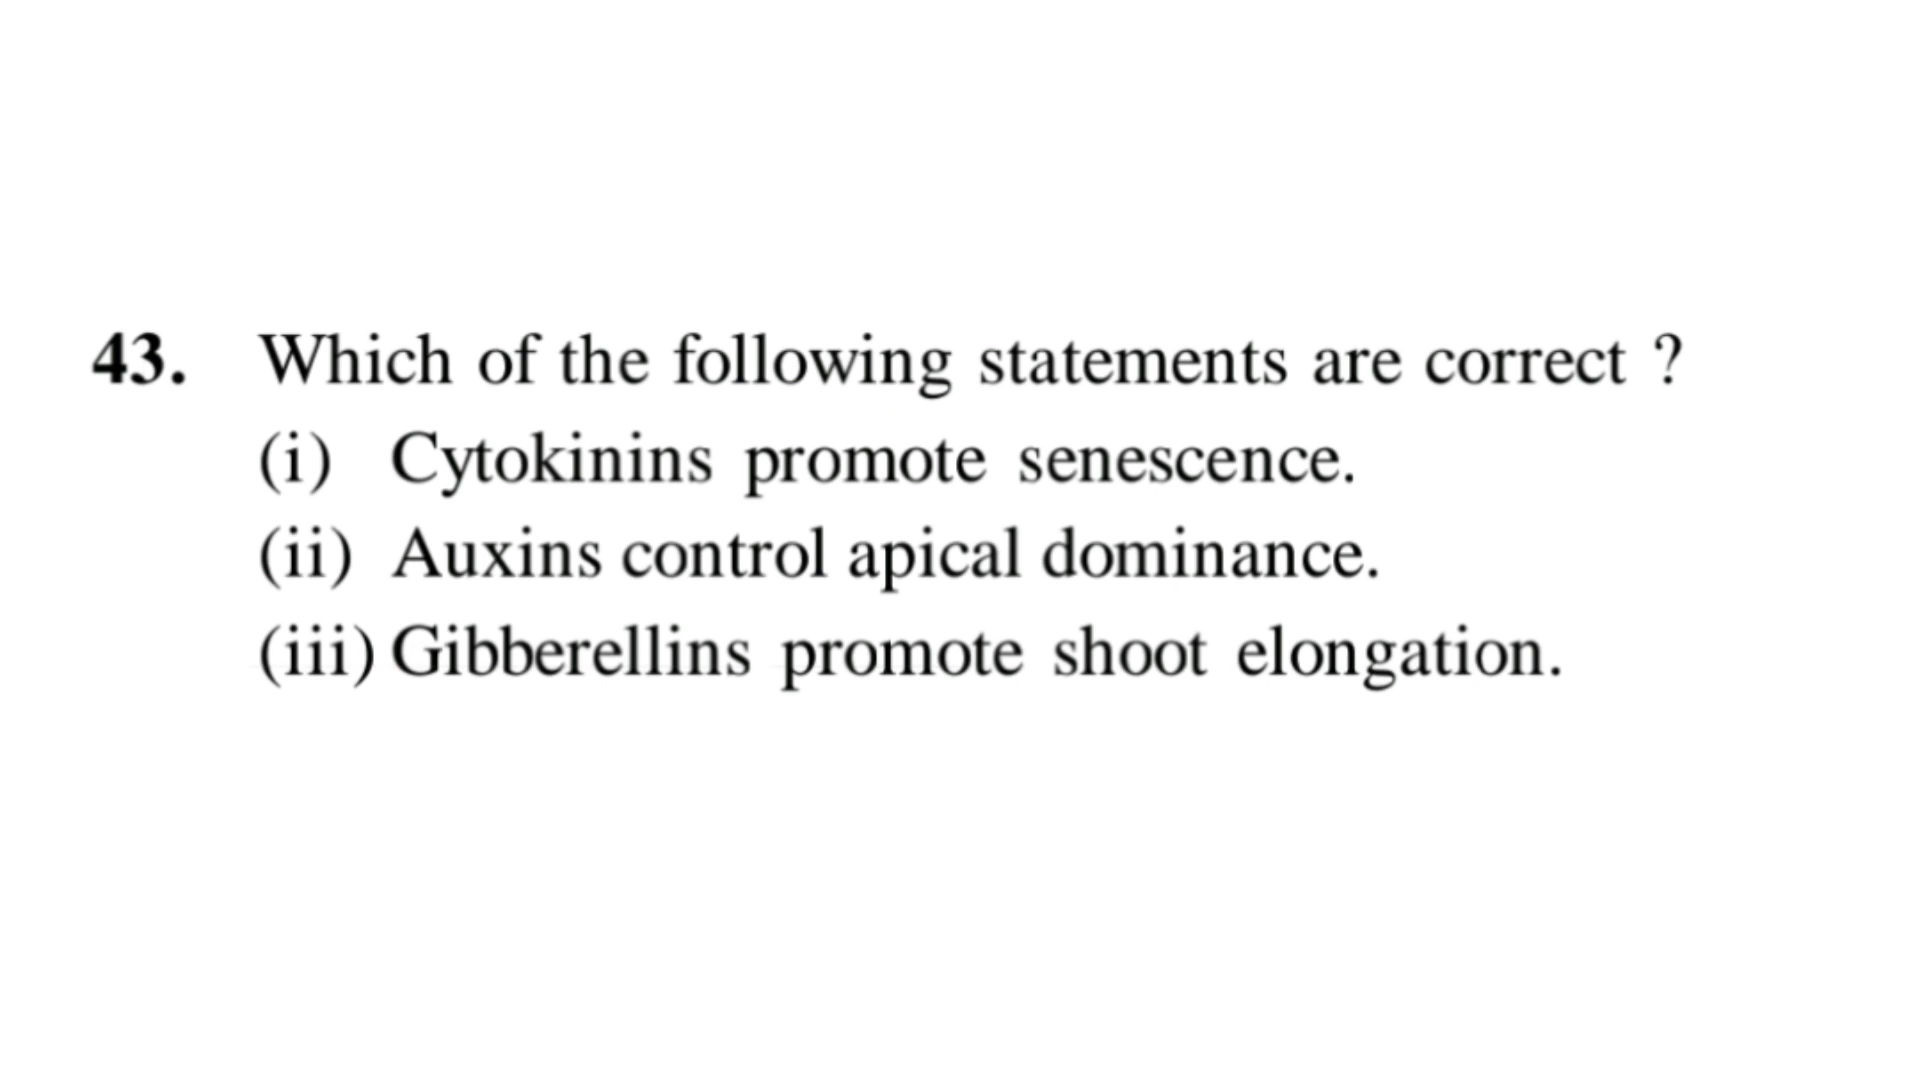 43. Which of the following statements are correct ?
(i) Cytokinins promote senescence.
(ii) Auxins control apical dominance.
(iii) Gibberellins promote shoot elongation.